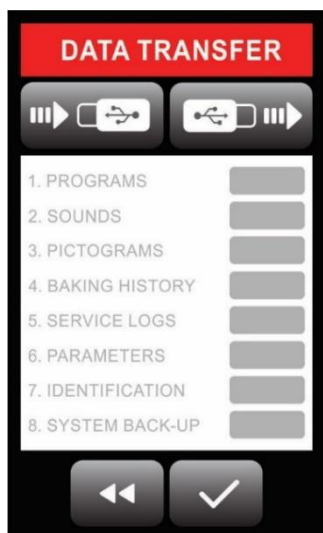 DATA TRANSFER
1. PROGRAMS
2. SOUNDS
3. PICTOGRAMS
4. BAKING HISTORY
5. SERVICE LOGS
6. PARAMETERS
7. IDENTIFICATION
8. SYSTEM BACK-UP